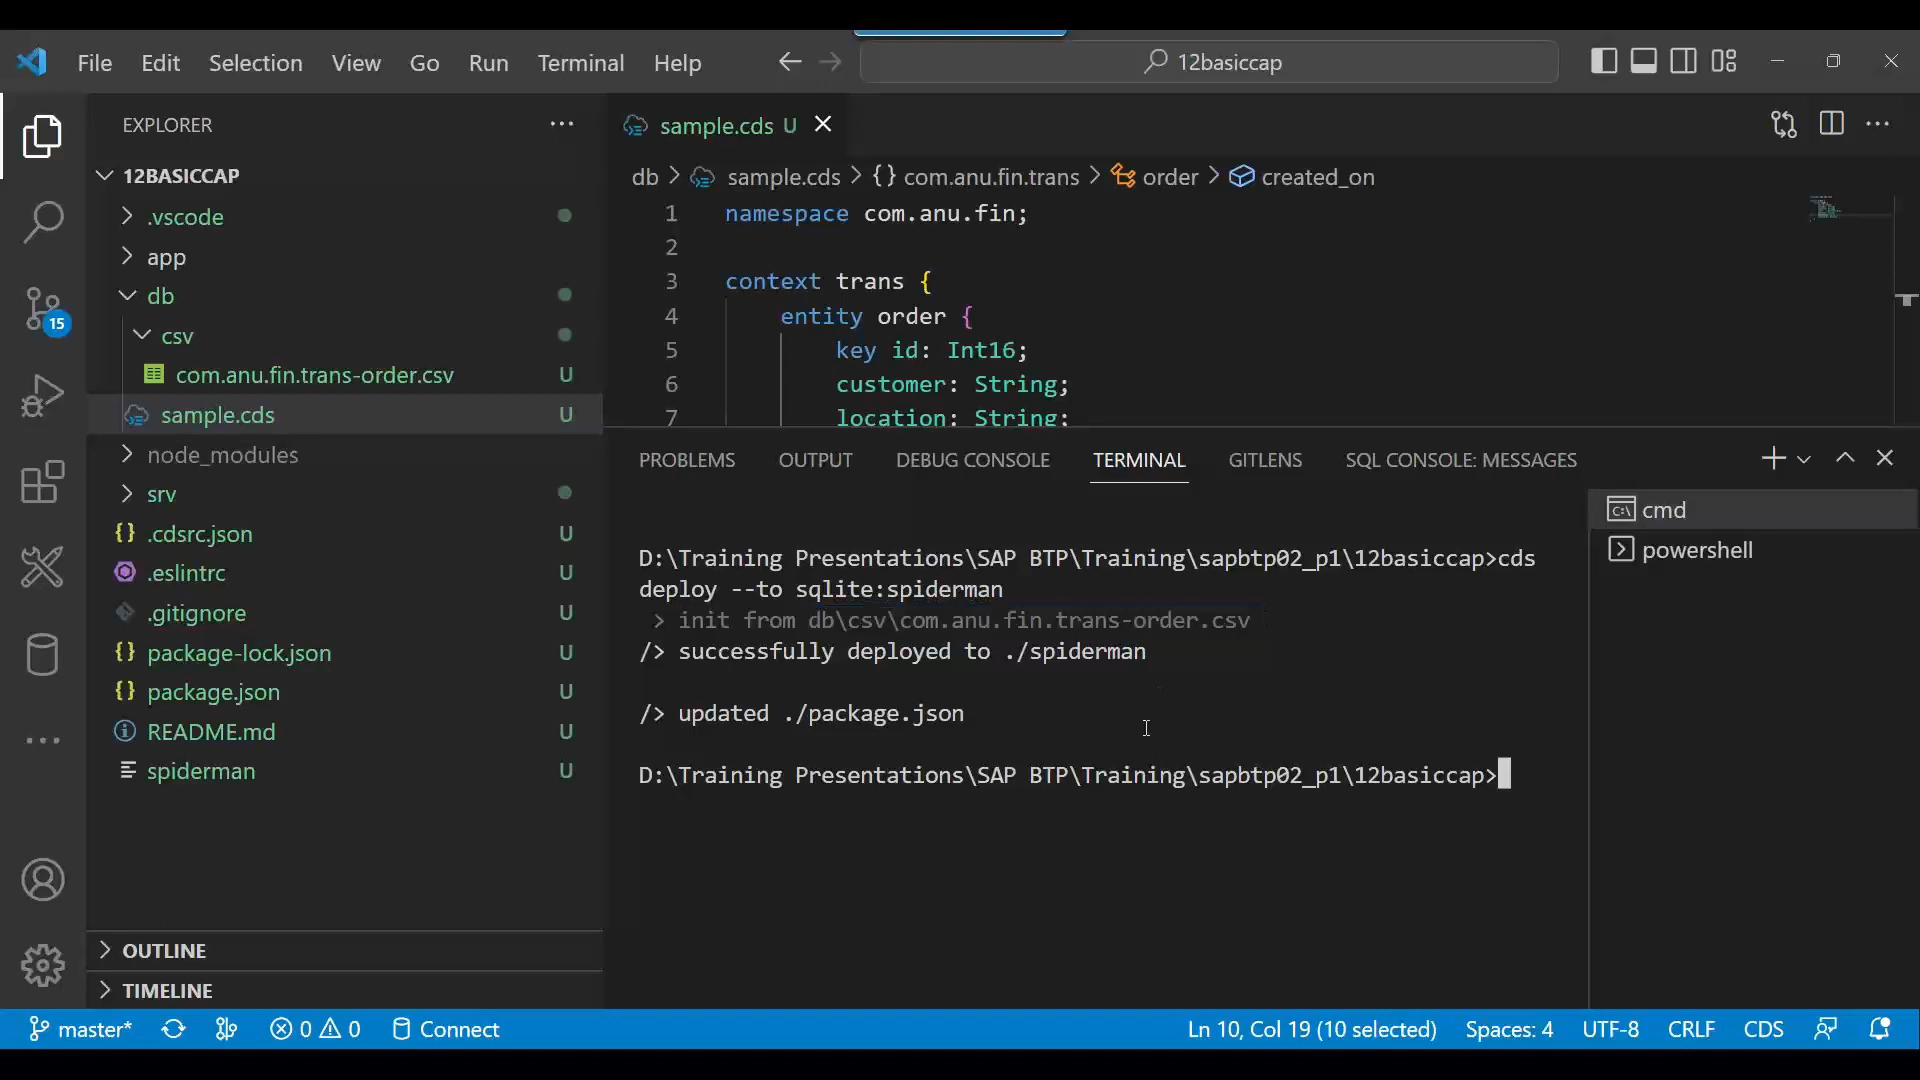 File Edit Selection View Go Run Terminal Help
12basiccap
EXPLORER
12BASICCAP
.vscode
app
db
csv
com.anu.fin.trans-order.csv U
sample.cds U
node_modules
srv
.cdsrc.json U
.eslintrc U
.gitignore U
package-lock.json U
package.json U
README.md U
spiderman U
OUTLINE
TIMELINE
15
sample.cds U
db > sample.cds > {} com.anu.fin.trans > order > created_on
1 namespace com.anu.fin;
2
3 context trans {
4 entity order {
5 key id: Int16;
6 customer: String;
7 location: String;
PROBLEMS OUTPUT DEBUG CONSOLE TERMINAL GITLENS SQL CONSOLE: MESSAGES
D:\Training Presentations\SAP BTP\Training\sapbtp02_p1\12basiccap>cds
deploy --to sqlite:spiderman
> init from db\csv\com.anu.fin.trans-order.csv
/> successfully deployed to ./spiderman
/> updated ./package.json
D:\Training Presentations\SAP BTP\Training\sapbtp02_p1\12basiccap>
cmd
powershell
master* 0 0 Connect
Ln 10, Col 19 (10 selected) Spaces: 4 UTF-8 CRLF CDS